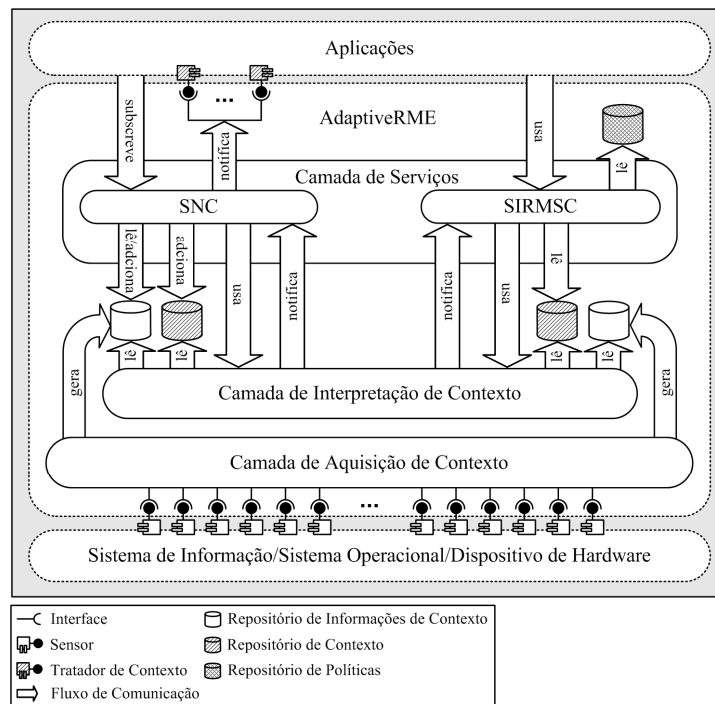 Aplicações
subscreve
...
AdaptiveRME
usa
notifica
lê
Camada de Serviços
SNC
SIRMSC
lê/adciona
adciona
usa
notifica
notifica
usa
lê
gera
lê
lê
lê
lê
gera
Camada de Interpretação de Contexto
Camada de Aquisição de Contexto
...
Sistema de Informação/Sistema Operacional/Dispositivo de Hardware
Interface
Repositório de Informações de Contexto
Sensor
Repositório de Contexto
Tratador de Contexto
Repositório de Políticas
Fluxo de Comunicação